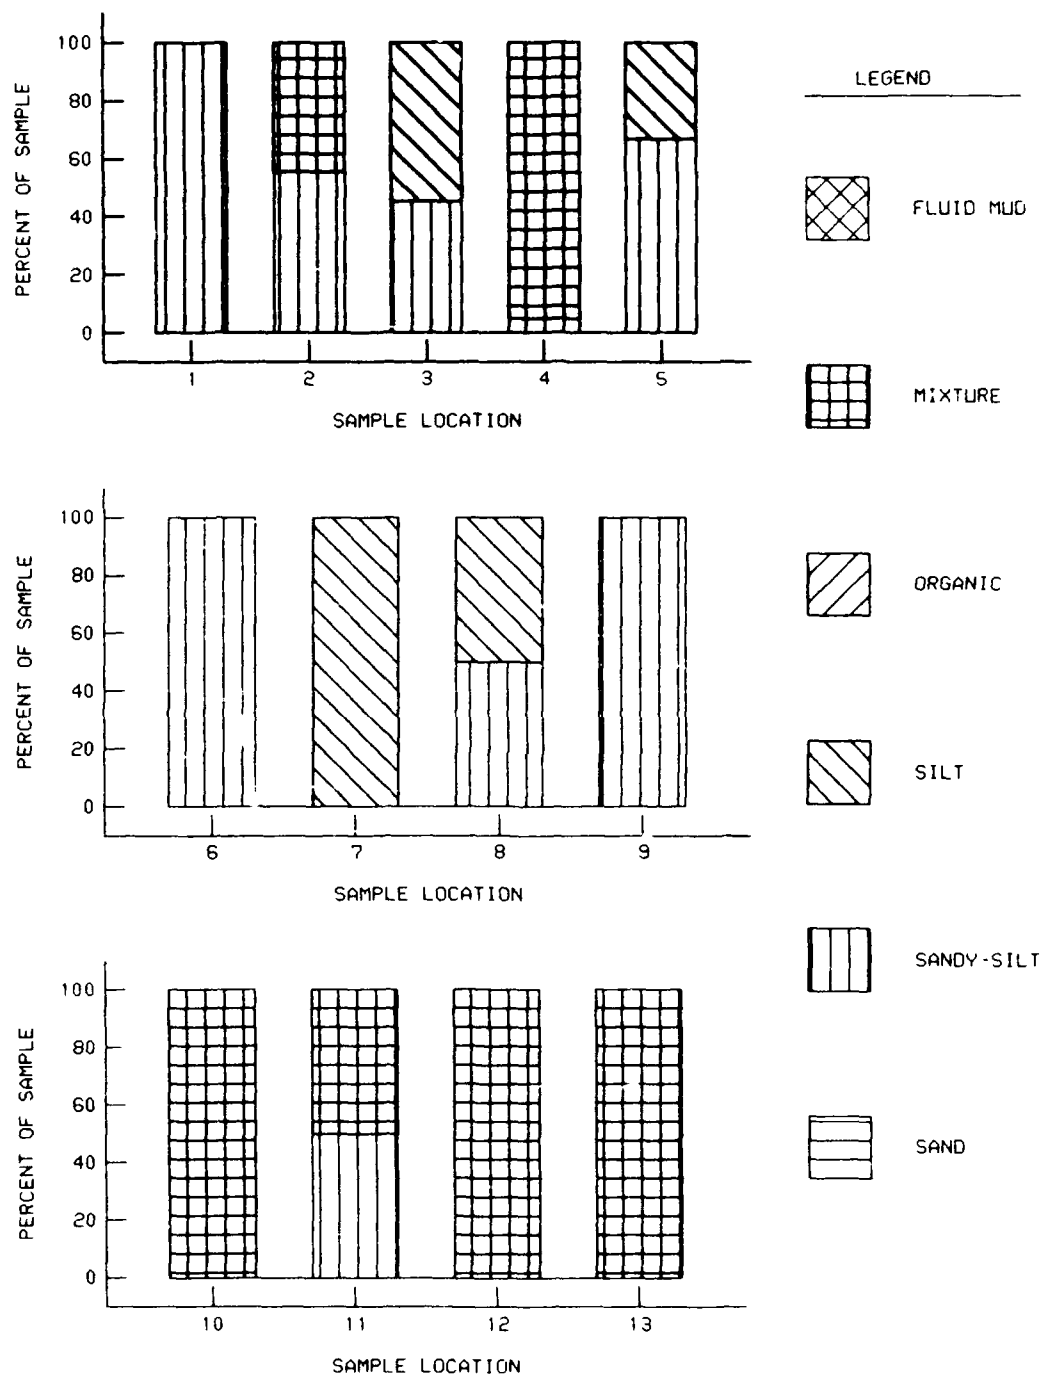 100
80
60
40
20
0
PERCENT OF SAMPLE
1 2 3 4 5
SAMPLE LOCATION
100
80
60
40
20
0
PERCENT OF SAMPLE
6 7 8 9
SAMPLE LOCATION
100
80
60
40
20
0
PERCENT OF SAMPLE
10 11 12 13
SAMPLE LOCATION
LEGEND
FLUID MUD
MIXTURE
ORGANIC
SILT
SANDY-SILT
SAND